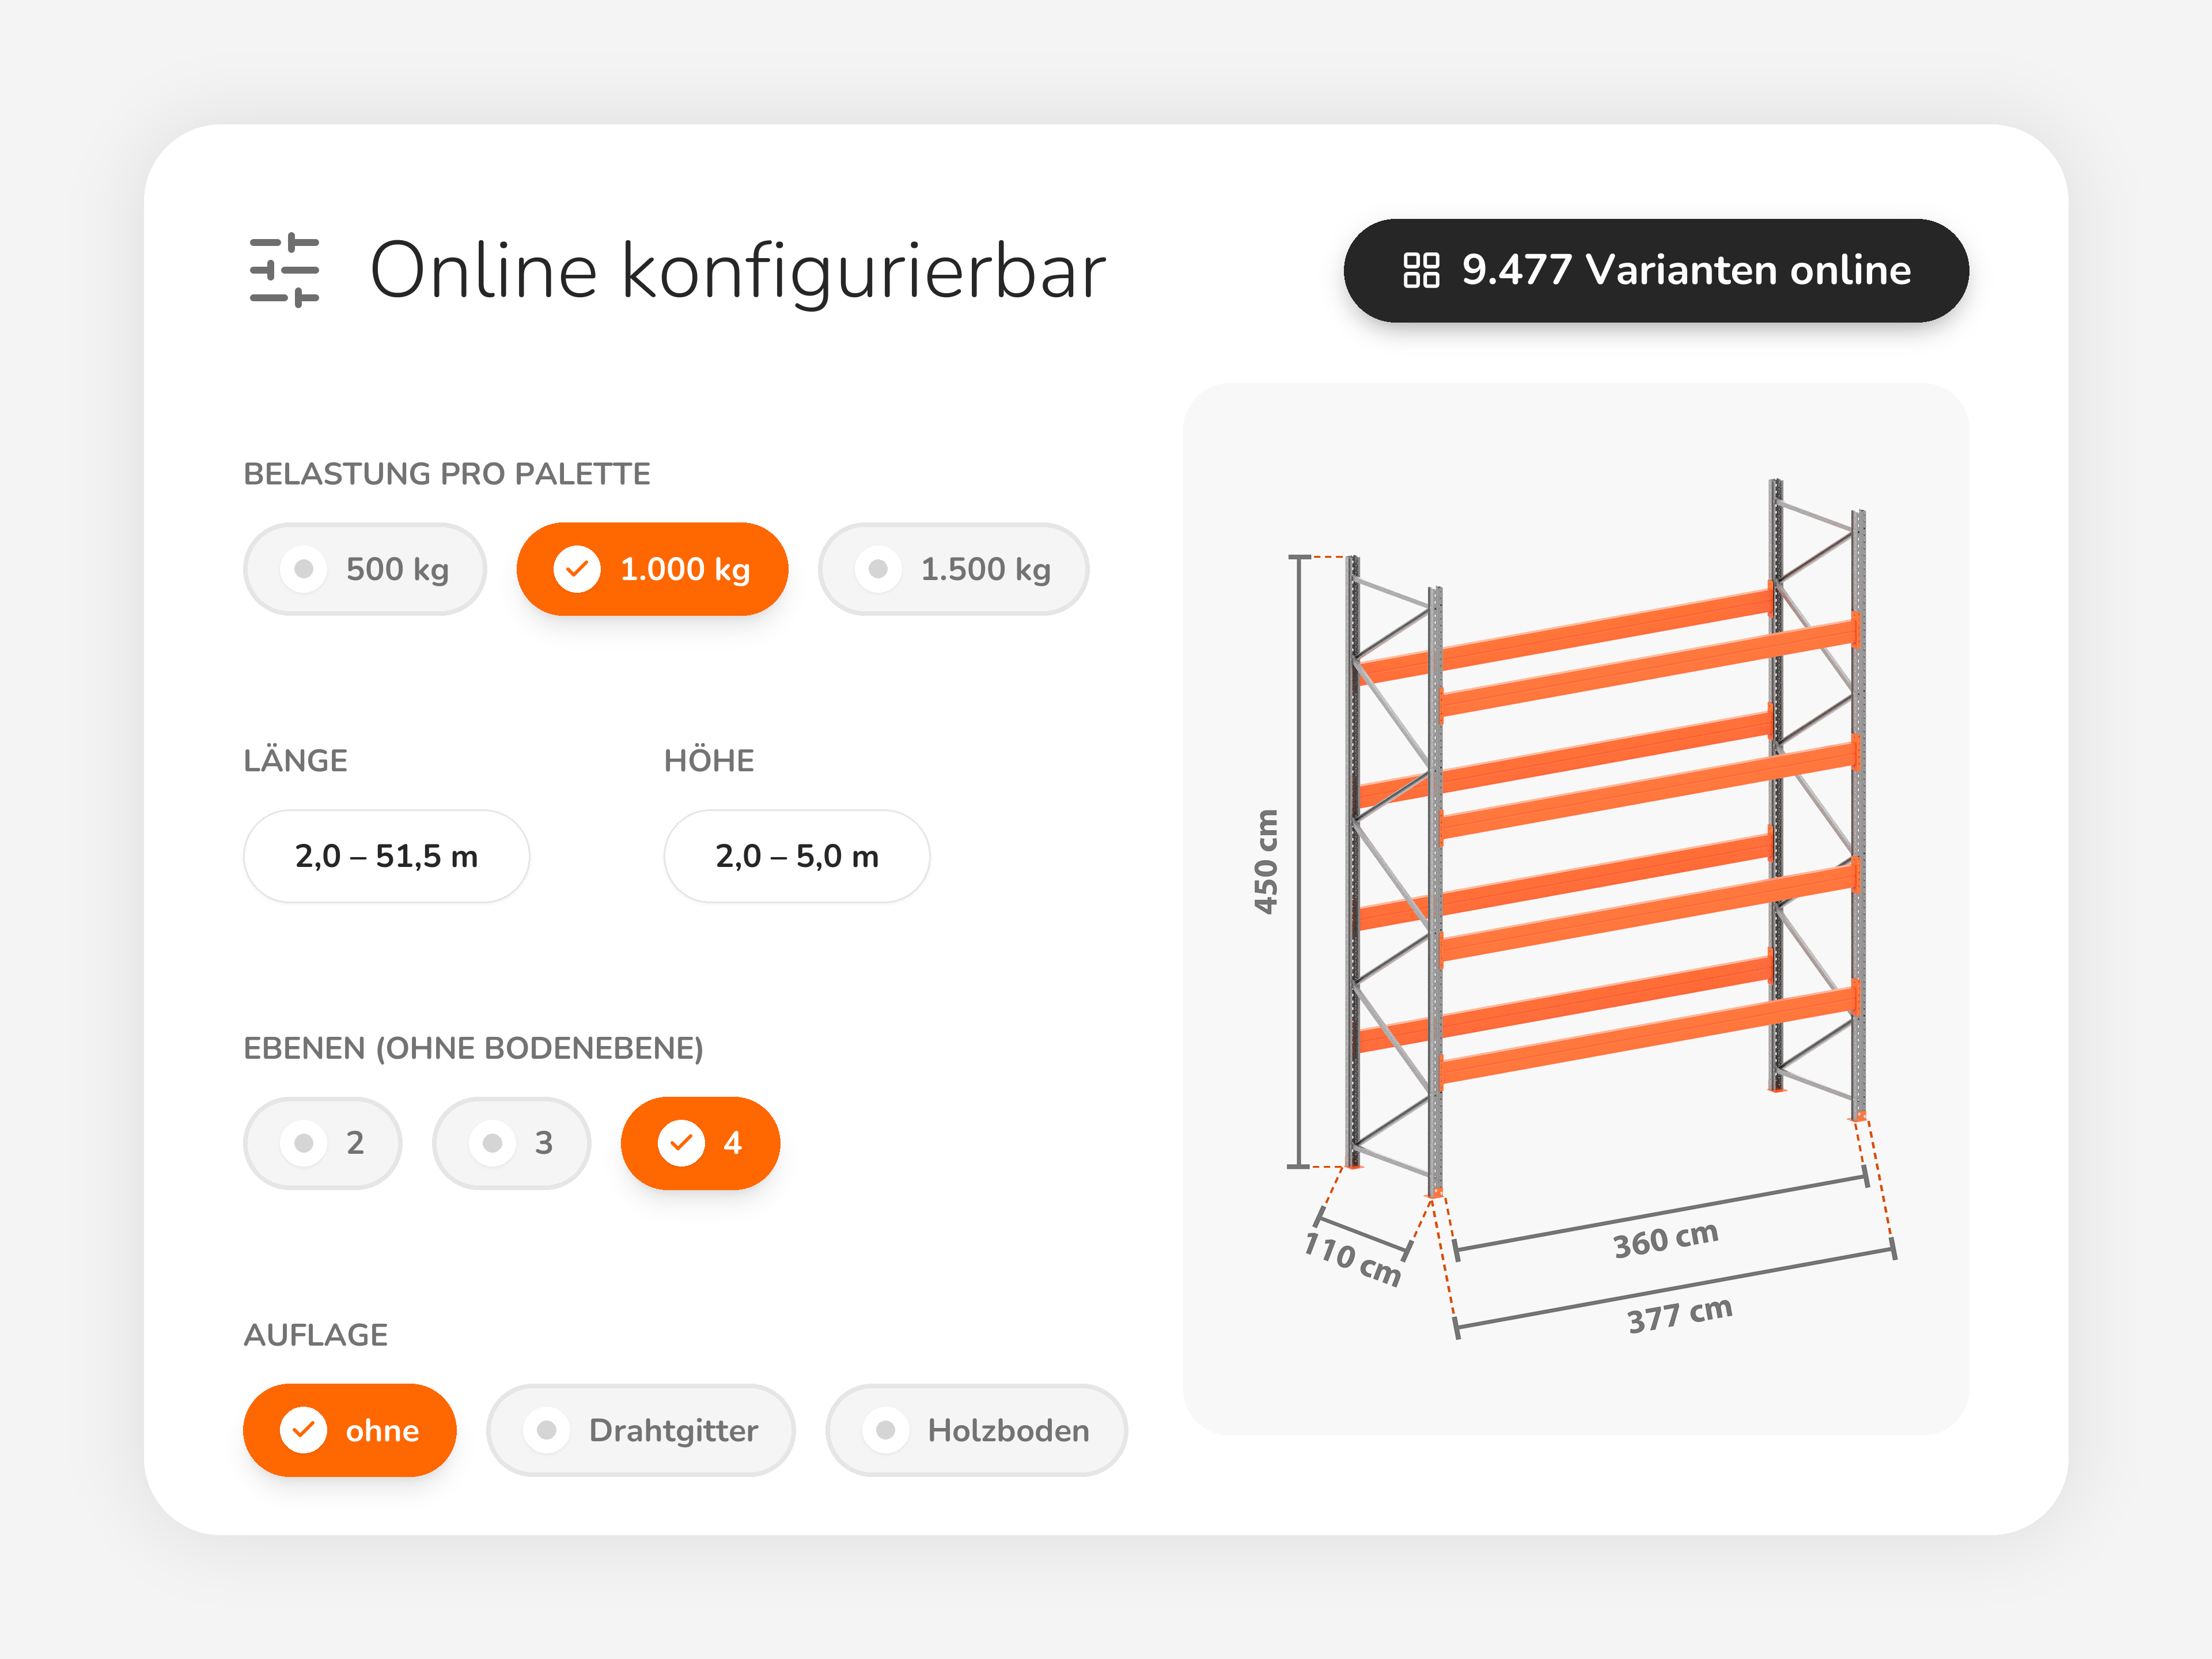 Online konfigurierbar
9.477 Varianten online
BELASTUNG PRO PALETTE
500 kg
1.000 kg
1.500 kg
LÄNGE
HÖHE
2,0 – 51,5 m
2,0 – 5,0 m
EBENEN (OHNE BODENEBENE)
2
3
4
AUFLAGE
ohne
Drahtgitter
Holzboden
450 cm
110 cm
360 cm
377 cm